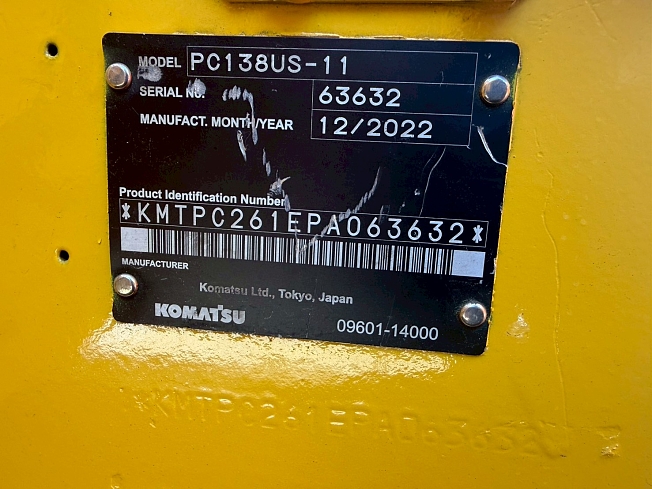 MODEL PC138US-11
SERIAL NO. 63632
MANUFACT. MONTH/YEAR 12/2022
Product Identification Number
*KMTPC261EPA063632*
MANUFACTURER
Komatsu Ltd., Tokyo, Japan
KOMATSU
09601-14000
KMTPC261EPA063632